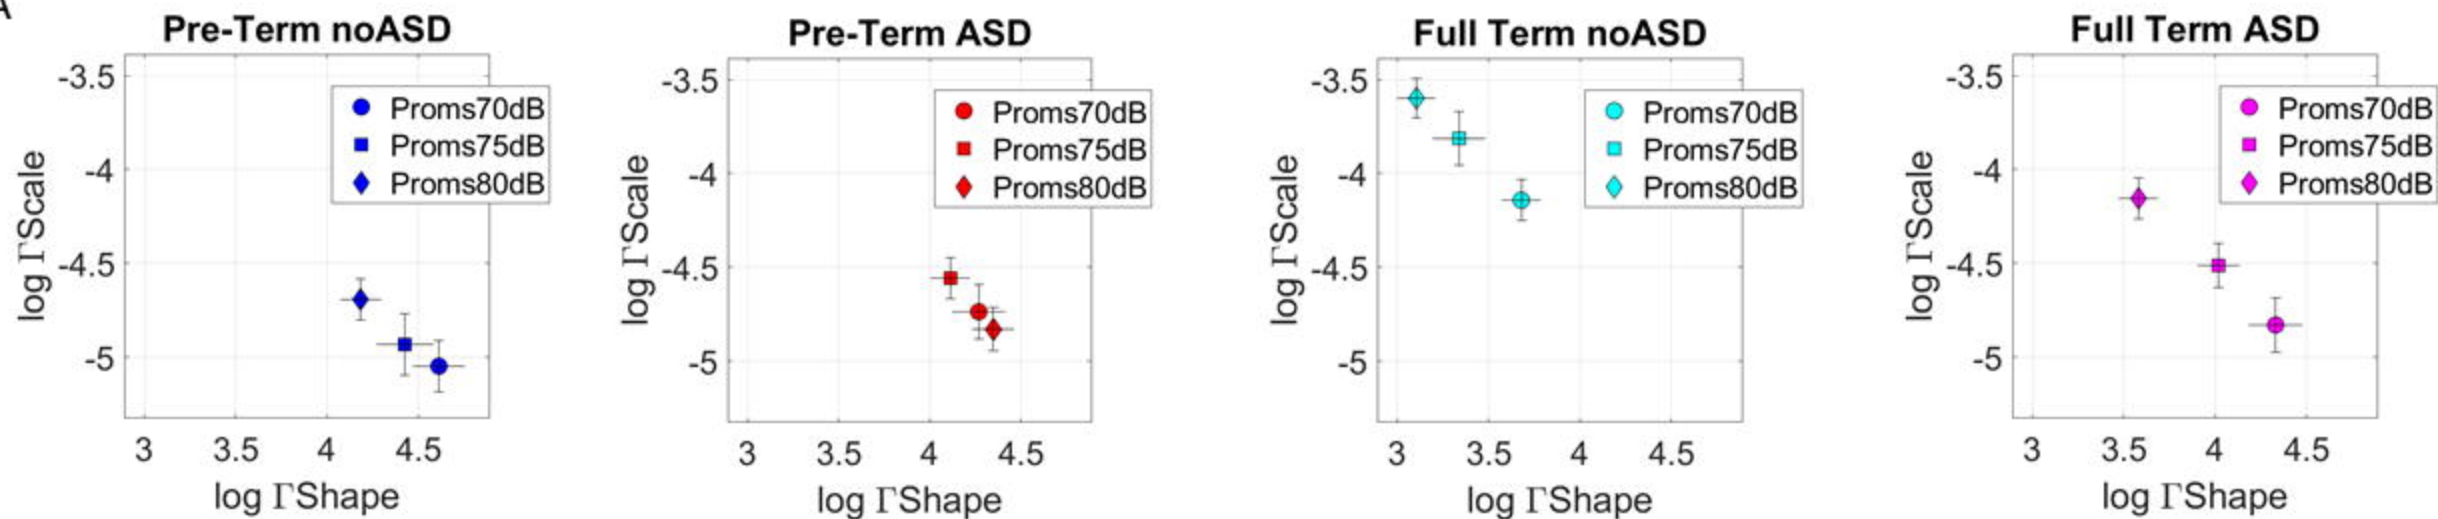 A
Pre-Term noASD
-3.5
-4
-4.5
-5
log ΓScale
3 3.5 4 4.5
log ΓShape
Proms70dB
Proms75dB
Proms80dB
Pre-Term ASD
-3.5
-4
-4.5
-5
log ΓScale
3 3.5 4 4.5
log ΓShape
Proms70dB
Proms75dB
Proms80dB
Full Term noASD
-3.5
-4
-4.5
-5
log ΓScale
3 3.5 4 4.5
log ΓShape
Proms70dB
Proms75dB
Proms80dB
Full Term ASD
-3.5
-4
-4.5
-5
log ΓScale
3 3.5 4 4.5
log ΓShape
Proms70dB
Proms75dB
Proms80dB